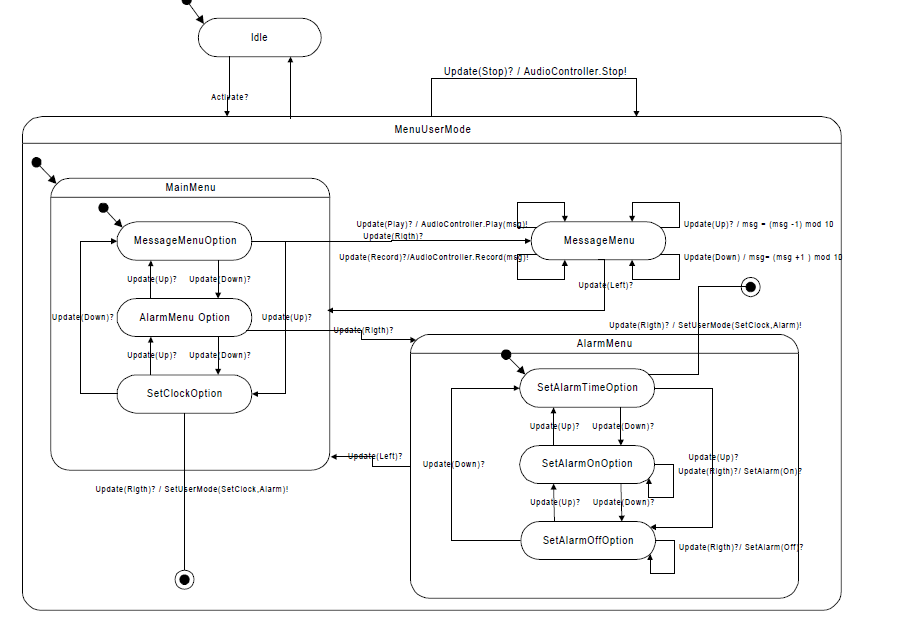 Idle
Update(Stop)? / AudioController.Stop!
Activate?
MenuUserMode
MainMenu
Update(Play)? / AudioController.Play(msg)!
Update(Up)? / msg = (msg -1) mod 10
MessageMenuOption
Update(Rigth)?
MessageMenu
Update(Record)?/AudioController.Record(msg)!
Update(Down) / msg= (msg +1 ) mod 10
Update(Up)?
Update(Down)?
Update(Left)?
Update(Down)?
AlarmMenu Option
Update(Up)?
Update(Rigth)?
Update(Rigth)? / SetUserMode(SetClock,Alarm)!
AlarmMenu
Update(Up)?
Update(Down)?
SetClockOption
SetAlarmTimeOption
Update(Up)?
Update(Down)?
Update(Left)?
Update(Down)?
SetAlarmOnOption
Update(Up)?
Update(Rigth)?/ SetAlarm(On)?
Update(Rigth)? / SetUserMode(SetClock,Alarm)!
Update(Up)?
Update(Down)?
SetAlarmOffOption
Update(Rigth)?/ SetAlarm(Off)?